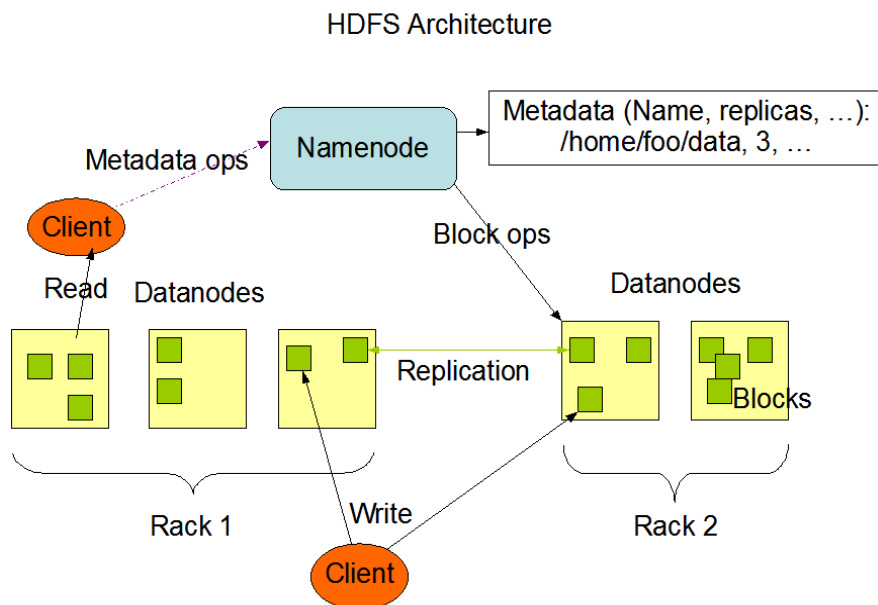 HDFS Architecture
Metadata (Name, replicas, …):
/home/foo/data, 3, …
Namenode
Metadata ops
Client
Block ops
Read
Datanodes
Datanodes
Replication
Blocks
Rack 1
Write
Rack 2
Client